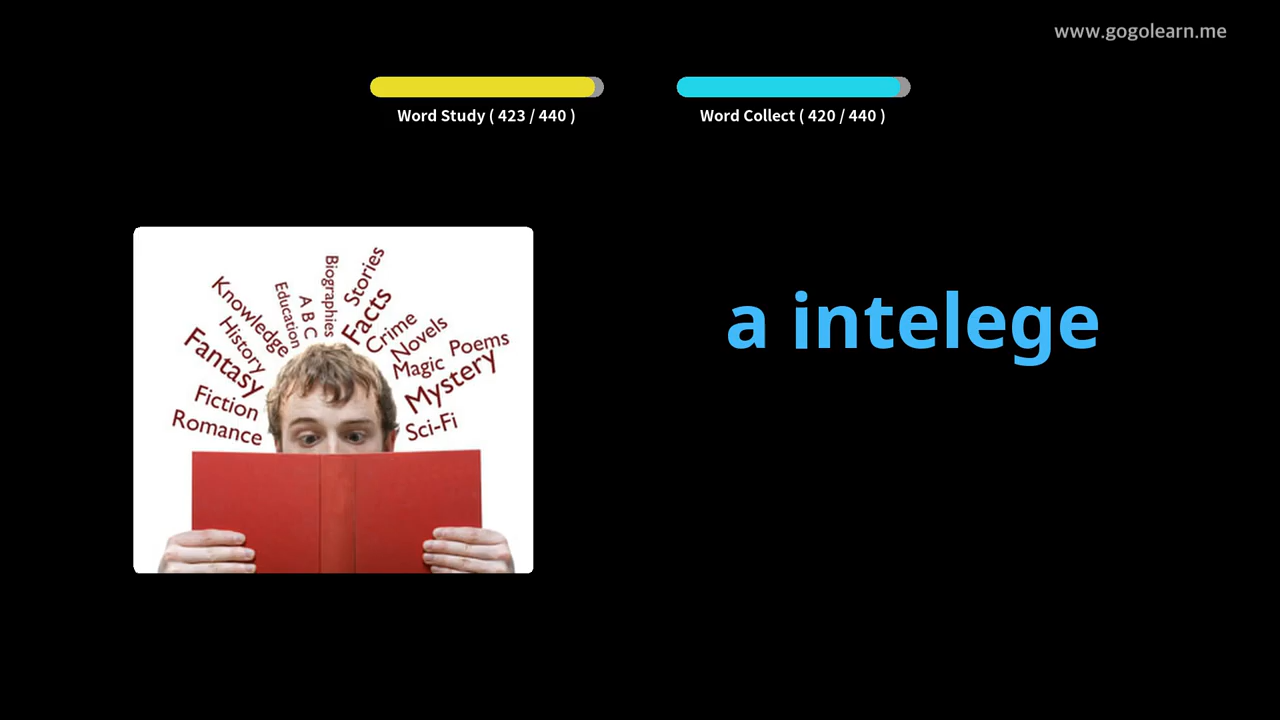 www.gogolearn.me
Word Study ( 423 / 440 )
Word Collect ( 420 / 440 )
a intelege
Romance
Fiction
Fantasy
History
Knowledge
Education
A B C
Biographies
Stories
Facts
Crime
Novels
Magic
Poems
Mystery
Sci-Fi